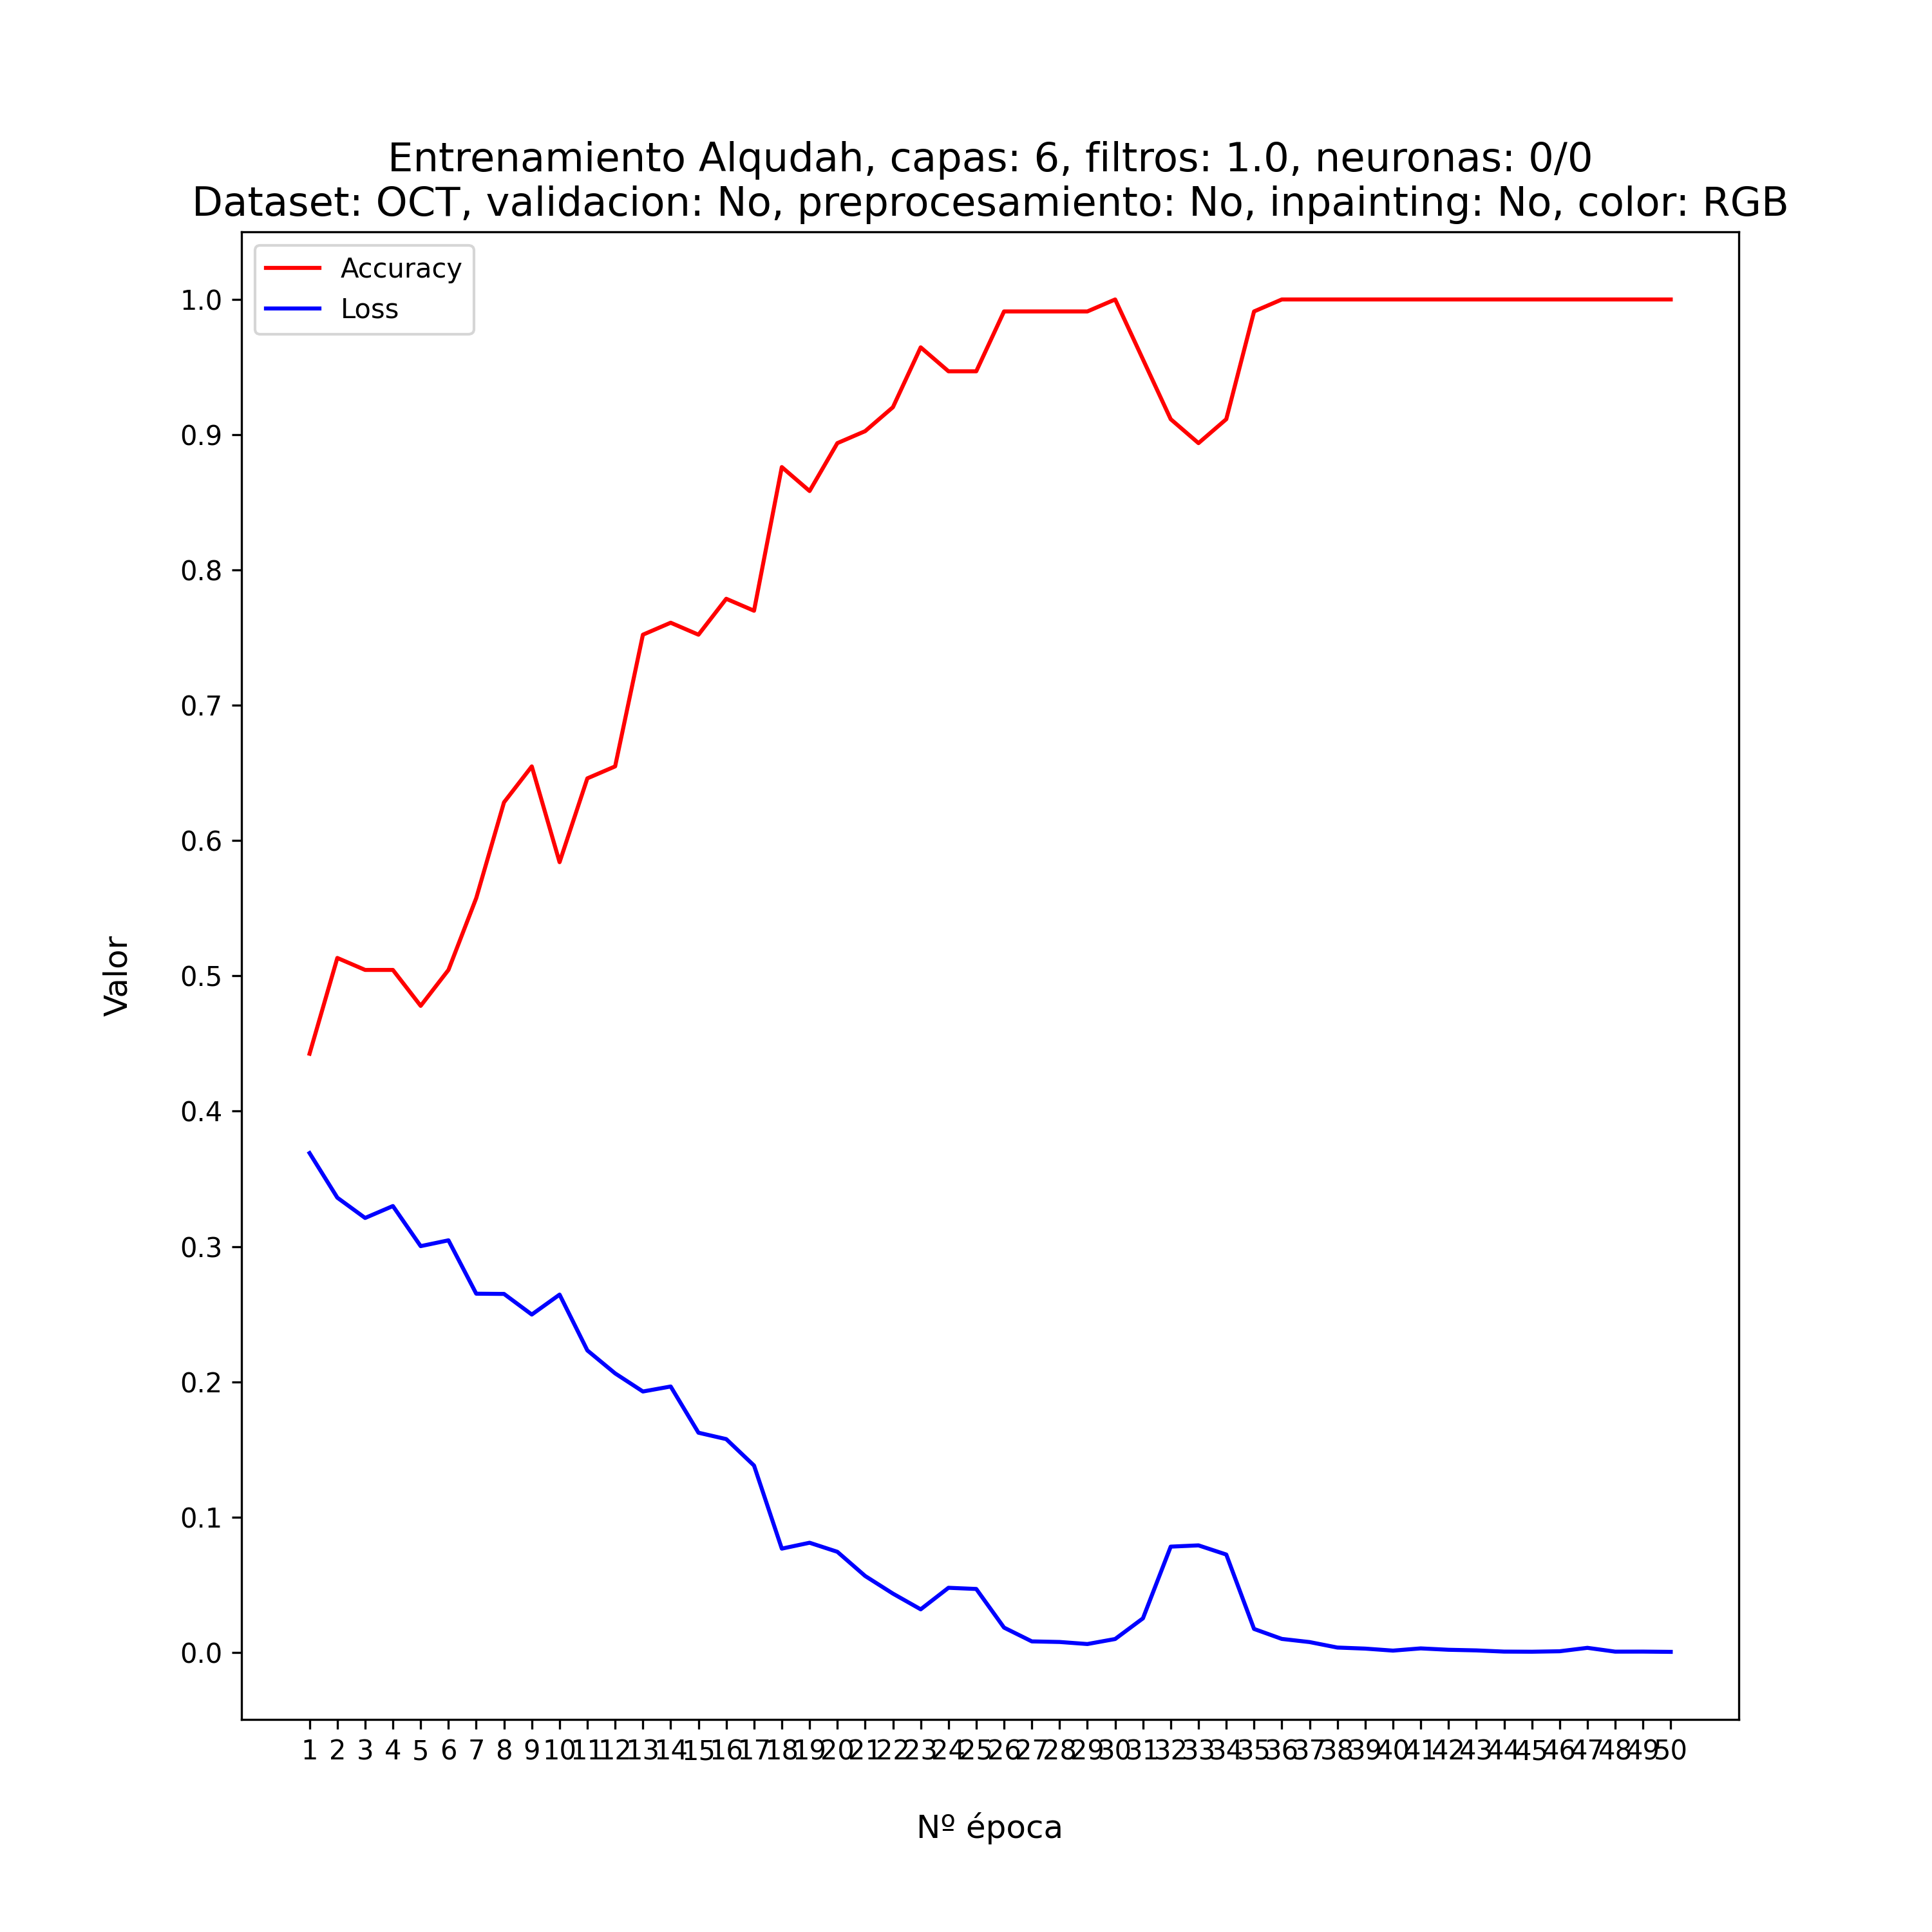 Entrenamiento Alqudah, capas: 6, filtros: 1.0, neuronas: 0/0
Dataset: OCT, validacion: No, preprocesamiento: No, inpainting: No, color: RGB
Accuracy
Loss
1.0
0.9
0.8
0.7
0.6
0.5
0.4
0.3
0.2
0.1
0.0
Valor
1 2 3 4 5 6 7 8 9 10 11 12 13 14 15 16 17 18 19 20 21 22 23 24 25 26 27 28 29 30 31 32 33 34 35 36 37 38 39 40 41 42 43 44 45 46 47 48 49 50
Nº época